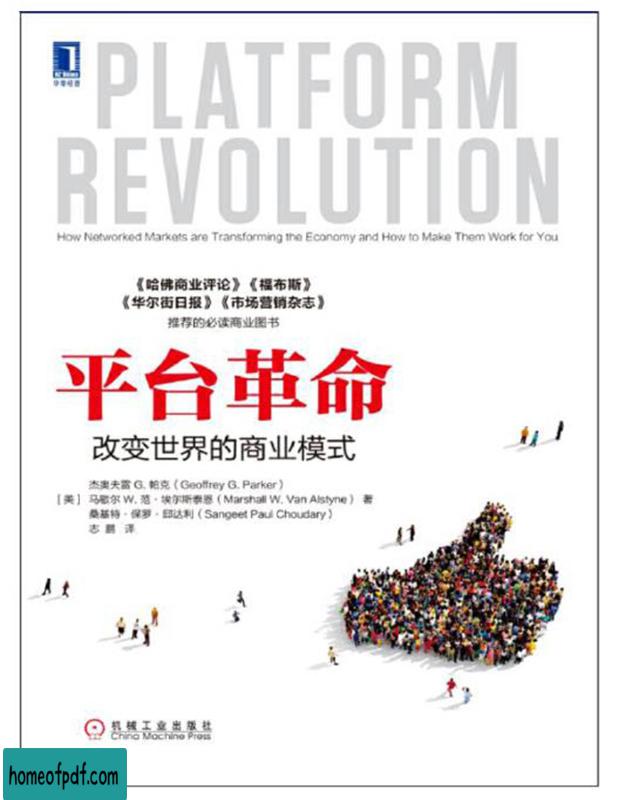 华章经管
PLATFORM
REVOLUTION
How Networked Markets are Transforming the Economy and How to Make Them Work for You
《哈佛商业评论》《福布斯》
《华尔街日报》《市场营销杂志》
推荐的必读商业图书
平台革命
改变世界的商业模式
杰奥夫雷 G. 帕克（Geoffrey G. Parker）
［美］马歇尔 W. 范·埃尔斯泰恩（Marshall W. Van Alstyne）著
桑基特·保罗·邱达利（Sangeet Paul Choudary）
志鹏 译
机械工业出版社
China Machine Press
homeofpdf.com